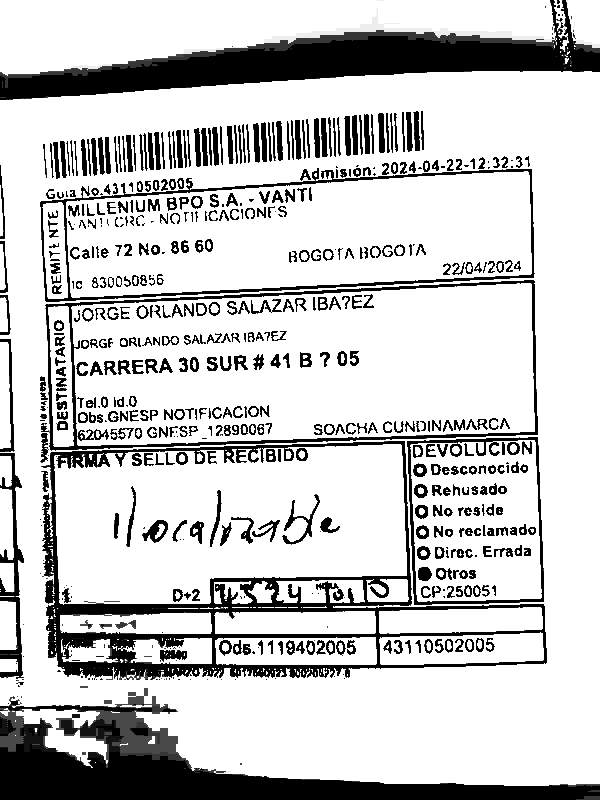 Guia No.43110502005
Admisión: 2024-04-22-12:32:31
REMITENTE
MILLENIUM BPO S.A. - VANTI
VANTI CRC - NOTIFICACIONES
Calle 72 No. 86 60
BOGOTA BOGOTA
Id 830050856
22/04/2024
DESTINATARIO
JORGE ORLANDO SALAZAR IBA?EZ
JORGE ORLANDO SALAZAR IBA?EZ
CARRERA 30 SUR # 41 B ? 05
Tel.0 Id.0
Obs.GNESP NOTIFICACION
62045570 GNESP_12890067
SOACHA CUNDINAMARCA
FIRMA Y SELLO DE RECIBIDO
Ilocalizable
D+2
DEVOLUCION
Desconocido
Rehusado
No reside
No reclamado
Direc. Errada
Otros
CP:250051
Ods.1119402005
43110502005